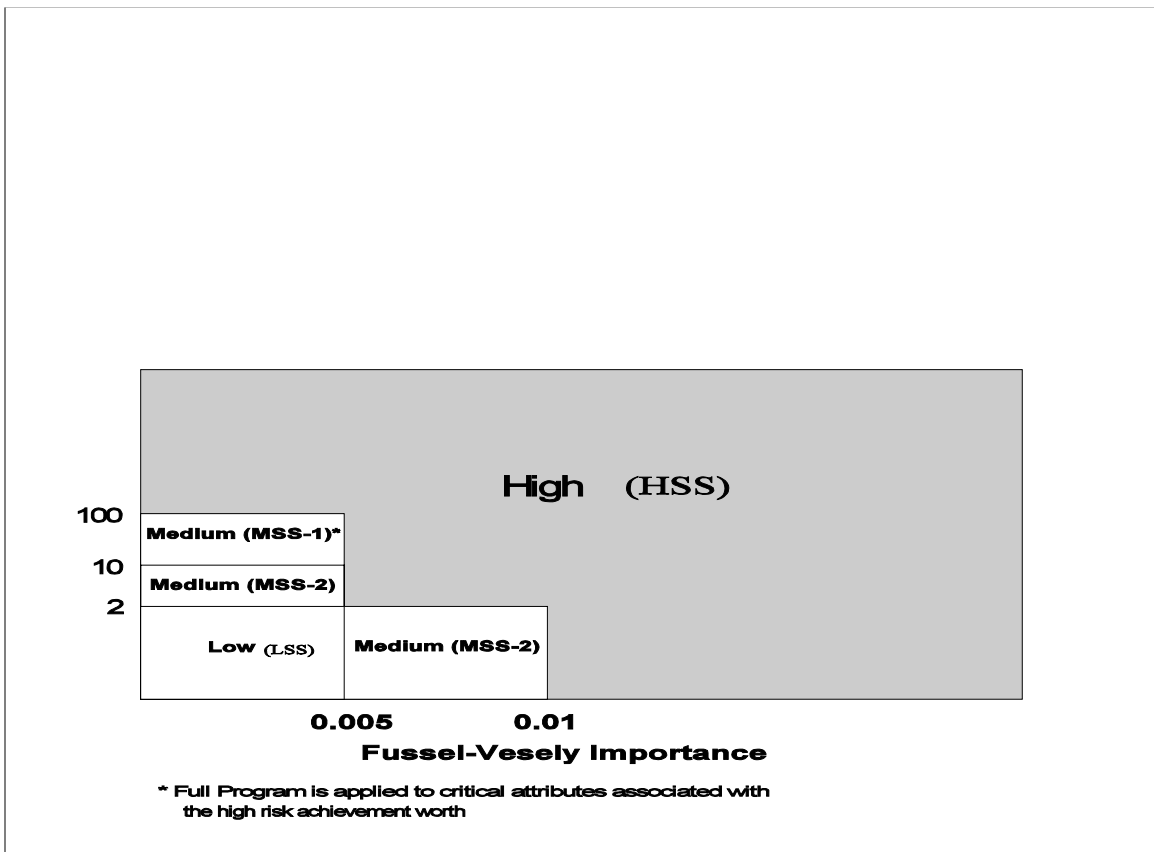 High (HSS)
100
Medium (MSS-1)*
10
Medium (MSS-2)
2
Low (LSS)
Medium (MSS-2)
0.005
0.01
Fussel-Vesely Importance
* Full Program is applied to critical attributes associated with
the high risk achievement worth